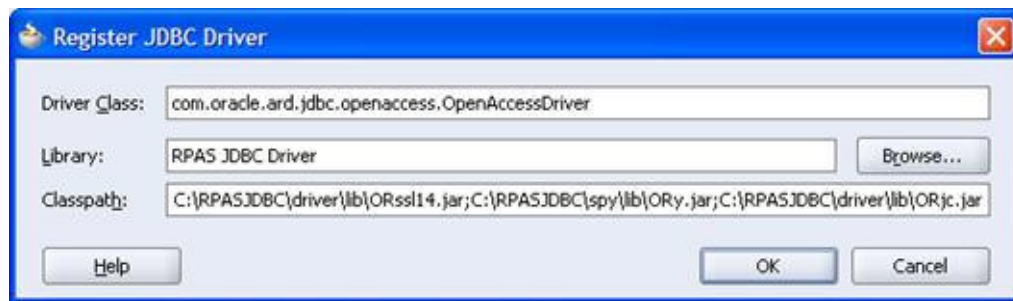 Register JDBC Driver
Driver Class: com.oracle.ard.jdbc.openaccess.OpenAccessDriver
Library: RPAS JDBC Driver Browse...
Classpath: C:\RPASJDBC\driver\lib\ORssl14.jar;C:\RPASJDBC\spy\lib\ORy.jar;C:\RPASJDBC\driver\lib\ORjc.jar
Help OK Cancel